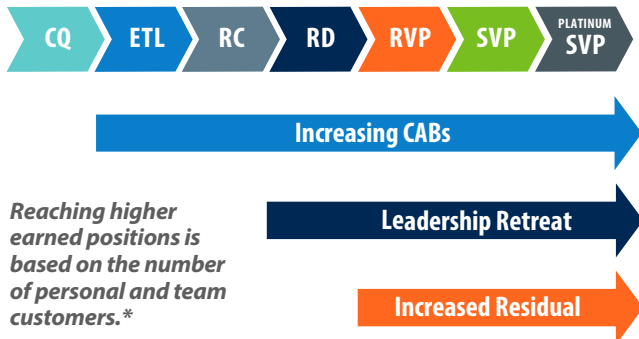 CQ
ETL
RC
RD
RVP
SVP
PLATINUM
SVP
Increasing CABs
Reaching higher
earned positions is
based on the number
of personal and team
customers.*
Leadership Retreat
Increased Residual